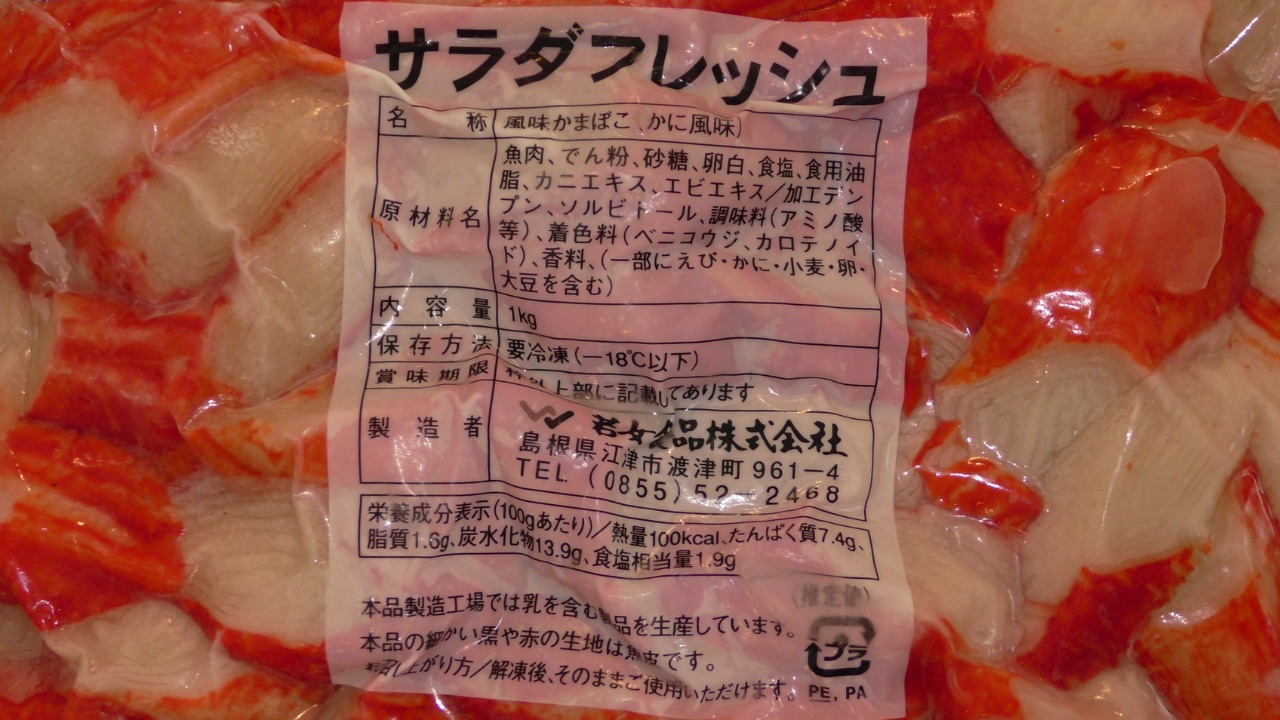 サラダフレッシュ
名称 風味かまぼこ、かに風味)
原材料名 魚肉、でん粉、砂糖、卵白、食塩、食用油
脂、カニエキス、エビエキス/加工デン
プン、ソルビトール、調味料(アミノ酸
等)、着色料(ベニコウジ、カロテノイ
ド)、香料、(一部にえび・かに・小麦・卵・
大豆を含む)
内容量 1kg
保存方法 要冷凍(-18℃以下)
賞味期限 上部に記載してあります
製造者 品株式会社
島根県江津市渡津町961-4
TEL.(0855)52-2468
栄養成分表示(100gあたり)/熱量100kcal、たんぱく質7.4g、
脂質1.6g、炭水化物13.9g、食塩相当量1.9g
(推定値)
本品製造工場では乳を含む製品を生産しています。
本品の細かい黒や赤の生地は魚皮です。
お召し上がり方/解凍後、そのままご使用いただけます。
プラ
PE, PA